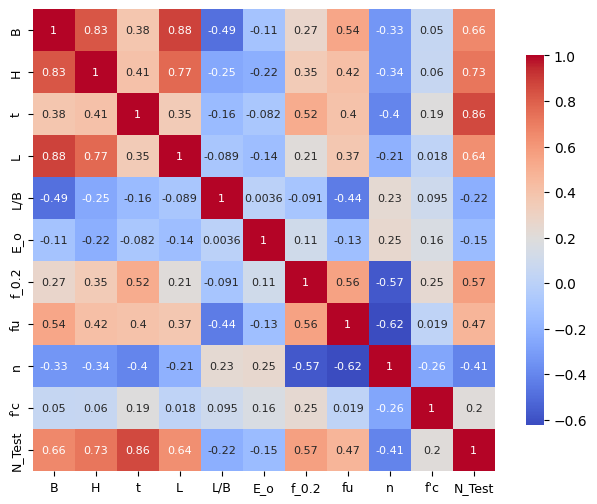 B 1 0.83 0.38 0.88 -0.49 -0.11 0.27 0.54 -0.33 0.05 0.66
H 0.83 1 0.41 0.77 -0.25 -0.22 0.35 0.42 -0.34 0.06 0.73
t 0.38 0.41 1 0.35 -0.16 -0.082 0.52 0.4 -0.4 0.19 0.86
L 0.88 0.77 0.35 1 -0.089 -0.14 0.21 0.37 -0.21 0.018 0.64
L/B -0.49 -0.25 -0.16 -0.089 1 0.0036 -0.091 -0.44 0.23 0.095 -0.22
E_o -0.11 -0.22 -0.082 -0.14 0.0036 1 0.11 -0.13 0.25 0.16 -0.15
f_0.2 0.27 0.35 0.52 0.21 -0.091 0.11 1 0.56 -0.57 0.25 0.57
fu 0.54 0.42 0.4 0.37 -0.44 -0.13 0.56 1 -0.62 0.019 0.47
n -0.33 -0.34 -0.4 -0.21 0.23 0.25 -0.57 -0.62 1 -0.26 -0.41
f'c 0.05 0.06 0.19 0.018 0.095 0.16 0.25 0.019 -0.26 1 0.2
N_Test 0.66 0.73 0.86 0.64 -0.22 -0.15 0.57 0.47 -0.41 0.2 1
B H t L L/B E_o f_0.2 fu n f'c N_Test
1.0
0.8
0.6
0.4
0.2
0.0
−0.2
−0.4
−0.6